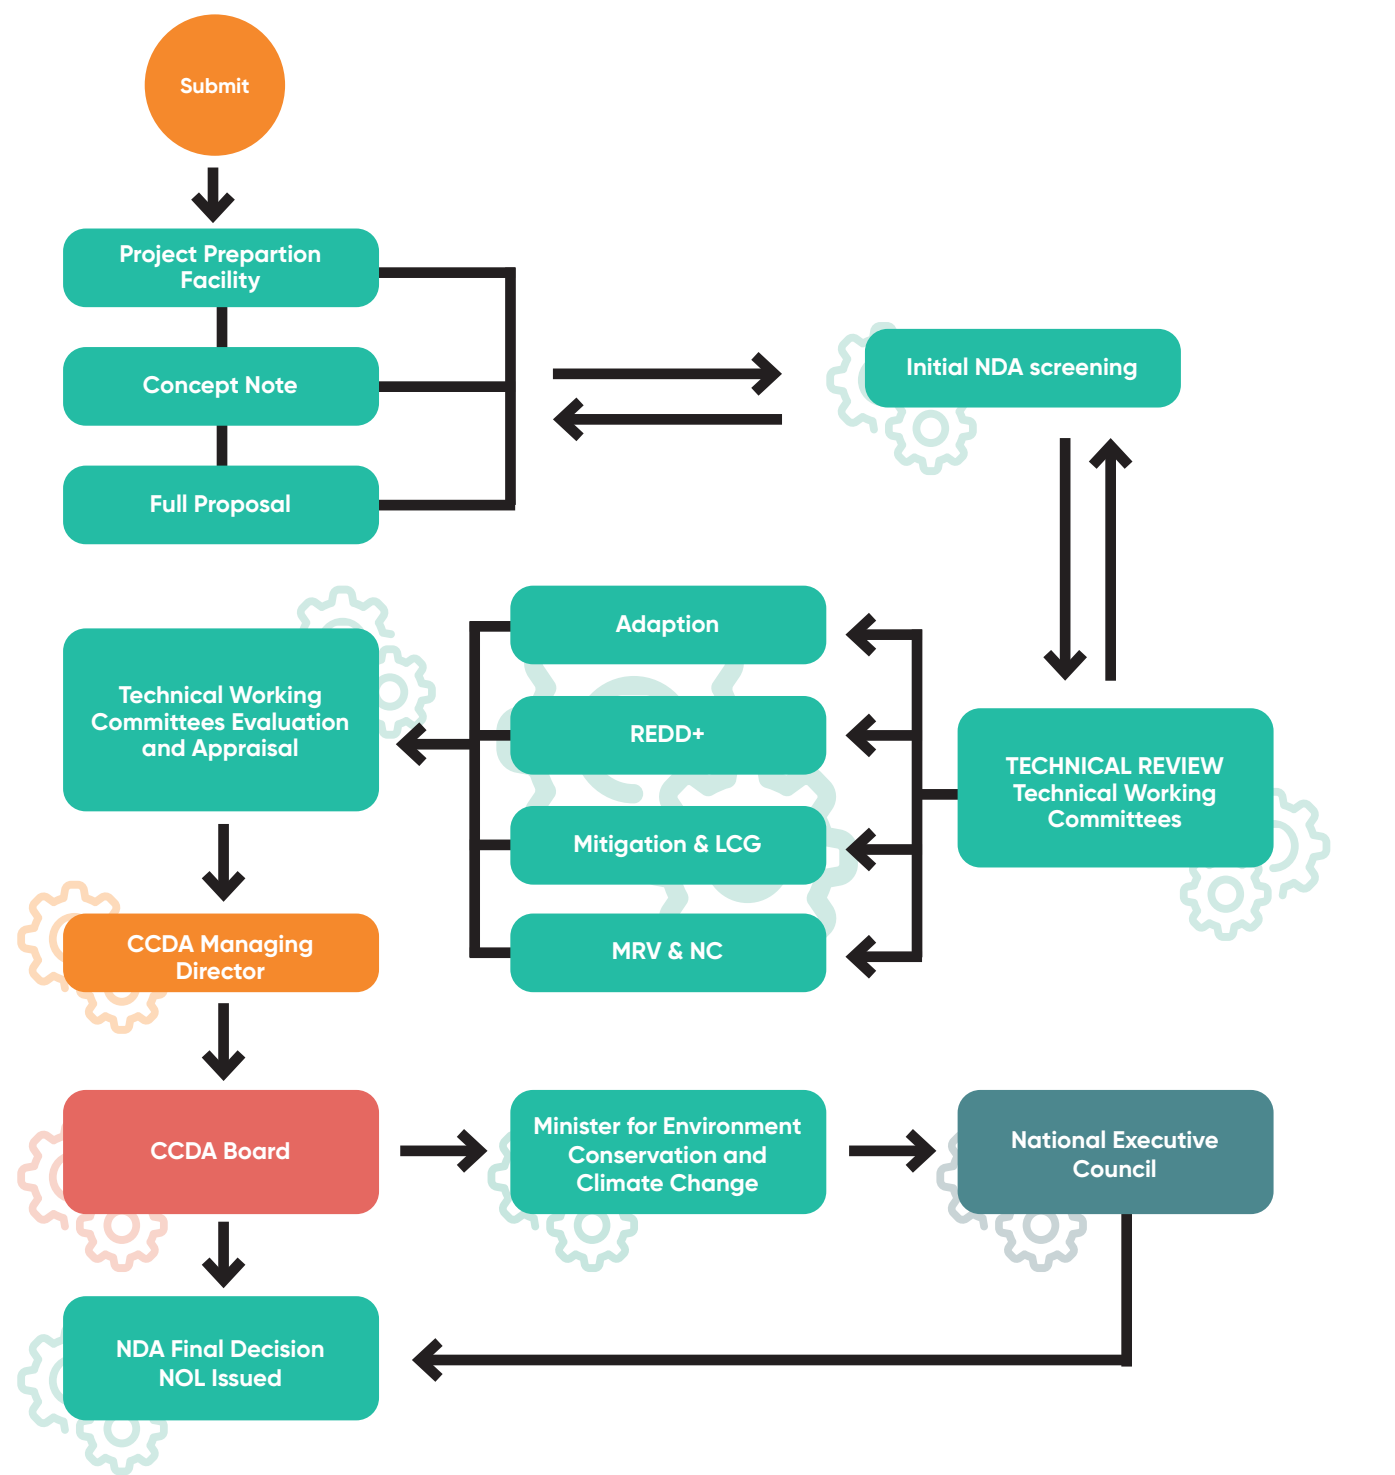 Submit
Project Prepartion
Facility
Concept Note
Full Proposal
Initial NDA screening
Adaption
REDD+
Mitigation & LCG
MRV & NC
TECHNICAL REVIEW
Technical Working
Committees
Technical Working
Committees Evaluation
and Appraisal
CCDA Managing
Director
CCDA Board
Minister for Environment
Conservation and
Climate Change
National Executive
Council
NDA Final Decision
NOL Issued